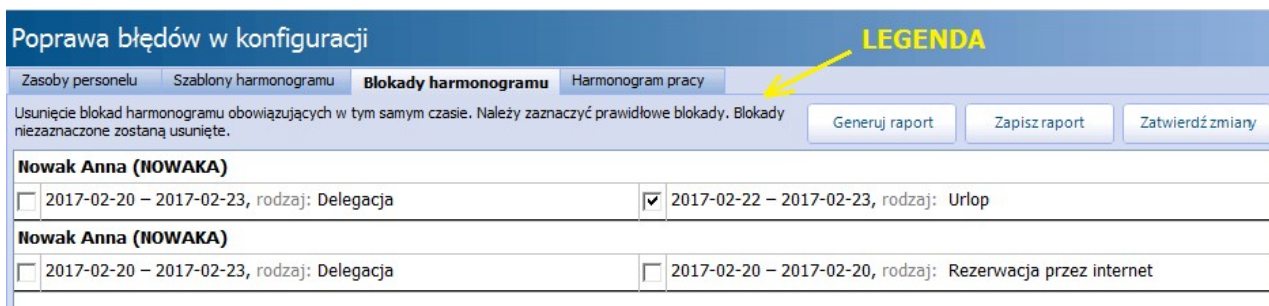 Poprawa błędów w konfiguracji
LEGENDA
Zasoby personelu Szablony harmonogramu Blokady harmonogramu Harmonogram pracy
Usunięcie blokad harmonogramu obowiązujących w tym samym czasie. Należy zaznaczyć prawidłowe blokady. Blokady
niezaznaczone zostaną usunięte.
Generuj raport Zapisz raport Zatwierdź zmiany
Nowak Anna (NOWAKA)
2017-02-20 – 2017-02-23, rodzaj: Delegacja 2017-02-22 – 2017-02-23, rodzaj: Urlop
Nowak Anna (NOWAKA)
2017-02-20 – 2017-02-23, rodzaj: Delegacja 2017-02-20 – 2017-02-20, rodzaj: Rezerwacja przez internet